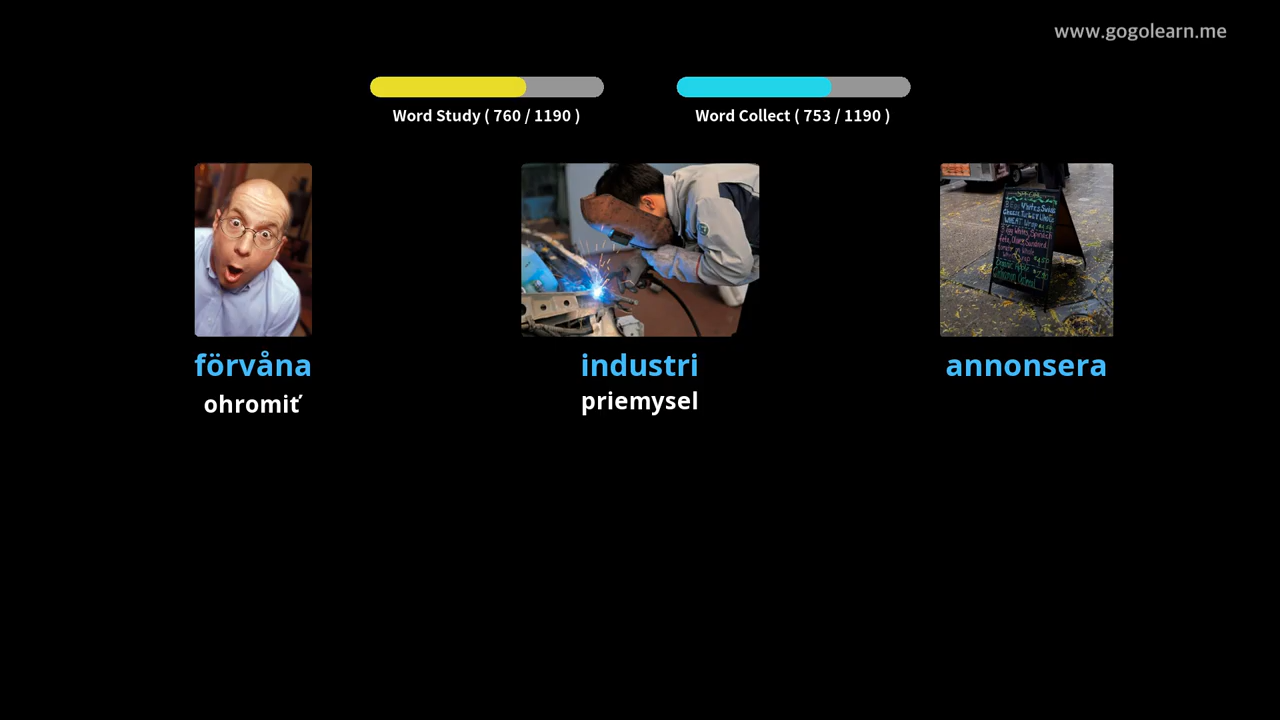 www.gogolearn.me
Word Study ( 760 / 1190 )
Word Collect ( 753 / 1190 )
förvåna
industri
annonsera
ohromiť
priemysel